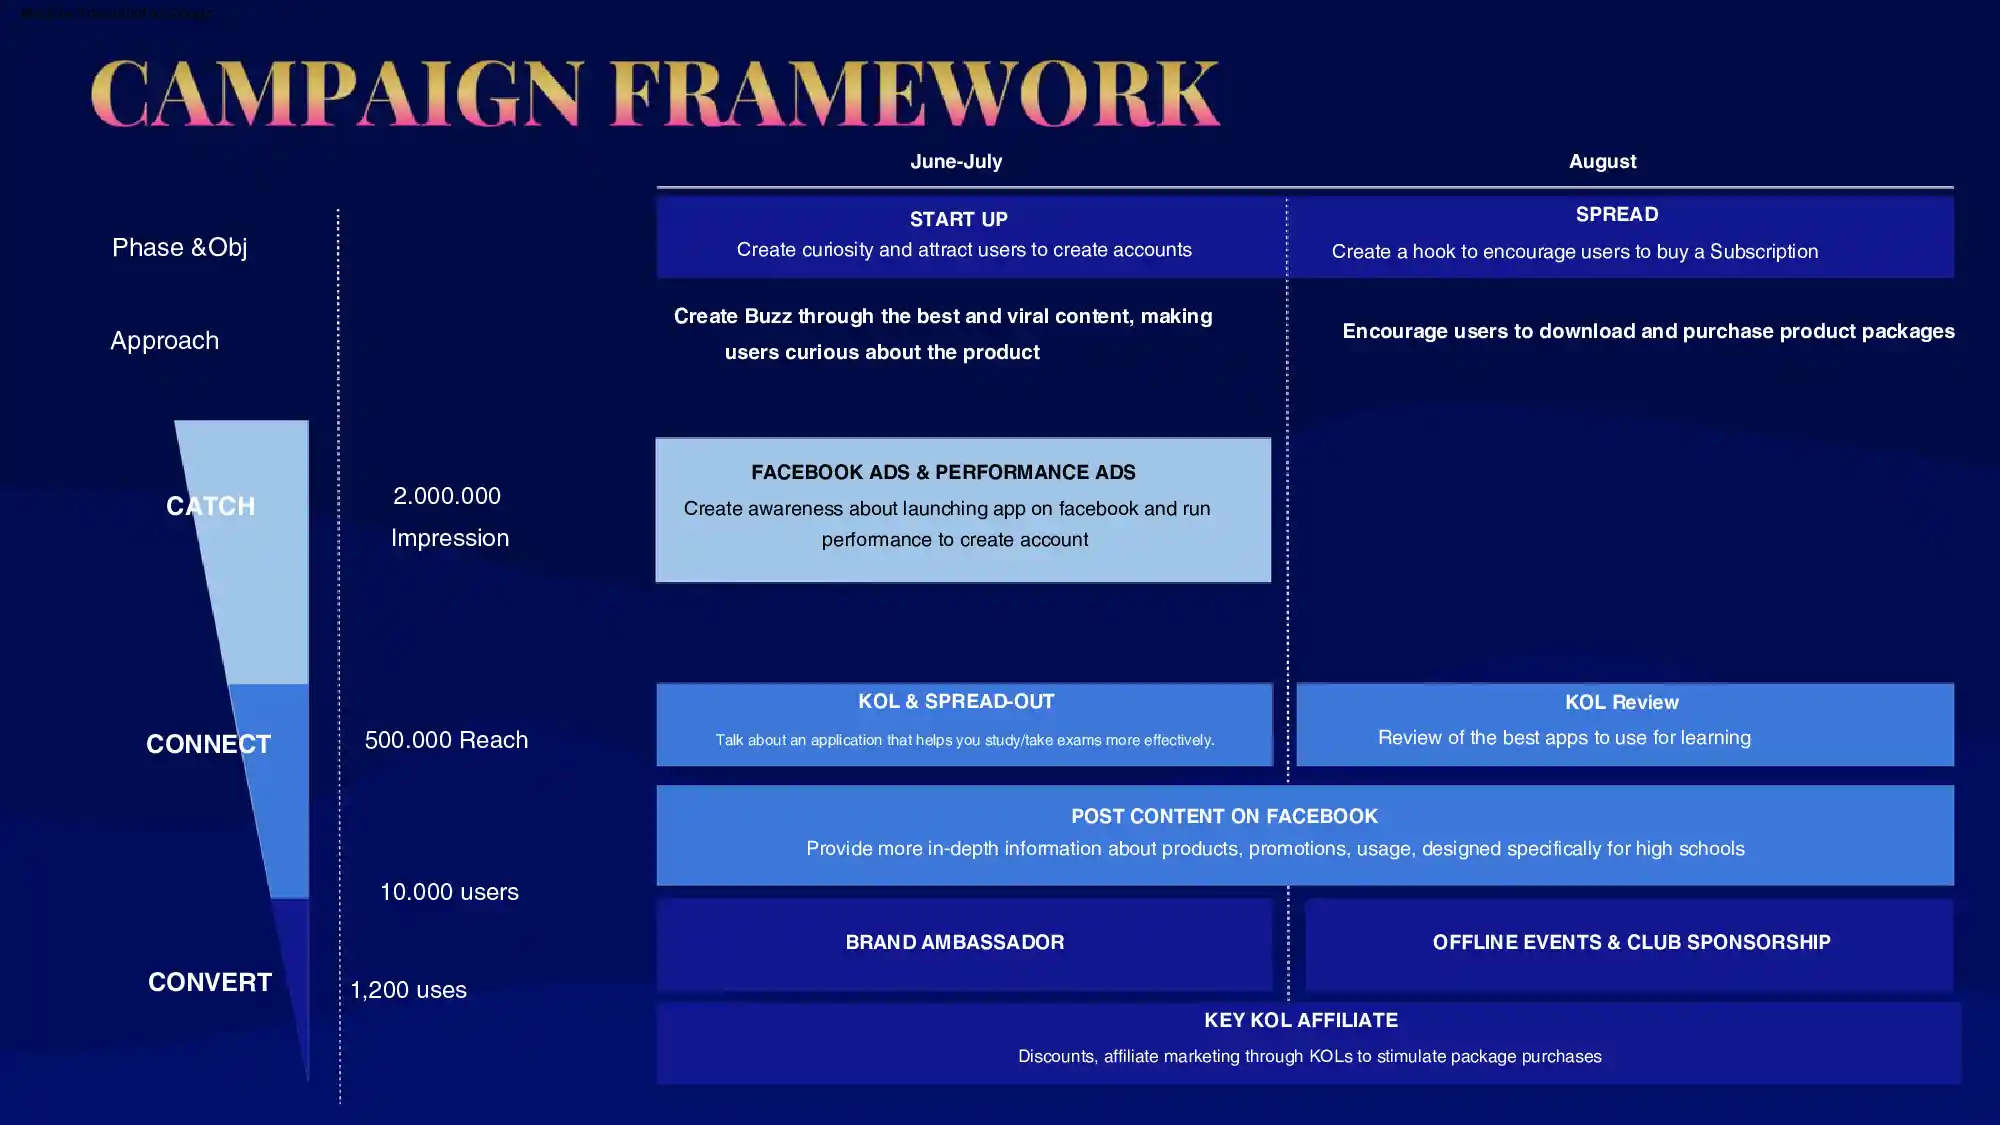 CAMPAIGN FRAMEWORK
June-July
August
Phase &Obj
START UP
Create curiosity and attract users to create accounts
SPREAD
Create a hook to encourage users to buy a Subscription
Approach
Create Buzz through the best and viral content, making
users curious about the product
Encourage users to download and purchase product packages
CATCH
2.000.000
Impression
FACEBOOK ADS & PERFORMANCE ADS
Create awareness about launching app on facebook and run
performance to create account
CONNECT
500.000 Reach
KOL & SPREAD-OUT
Talk about an application that helps you study/take exams more effectively.
KOL Review
Review of the best apps to use for learning
POST CONTENT ON FACEBOOK
Provide more in-depth information about products, promotions, usage, designed specifically for high schools
10.000 users
CONVERT
1,200 uses
BRAND AMBASSADOR
OFFLINE EVENTS & CLUB SPONSORSHIP
KEY KOL AFFILIATE
Discounts, affiliate marketing through KOLs to stimulate package purchases